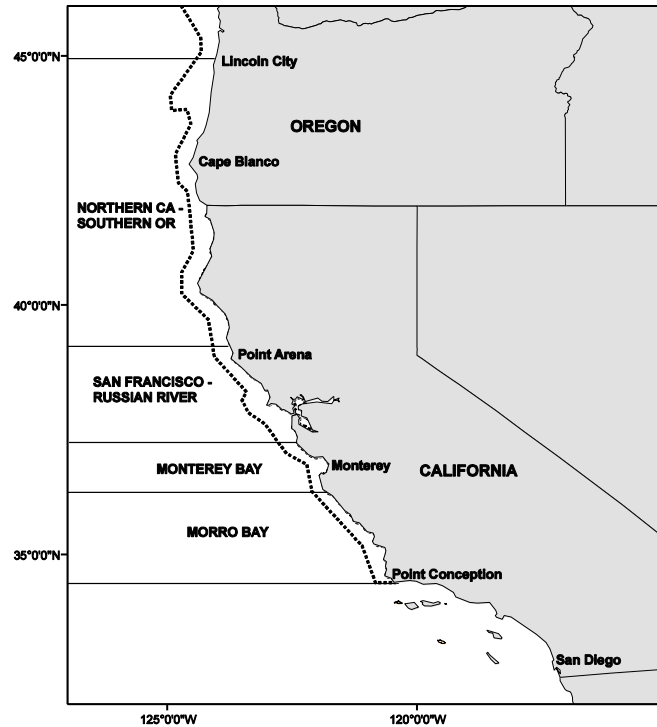 45°0'0"N
Lincoln City
OREGON
Cape Blanco
NORTHERN CA -
SOUTHERN OR
40°0'0"N
Point Arena
SAN FRANCISCO -
RUSSIAN RIVER
MONTEREY BAY
Monterey
CALIFORNIA
MORRO BAY
35°0'0"N
Point Conception
San Diego
125°0'0"W
120°0'0"W